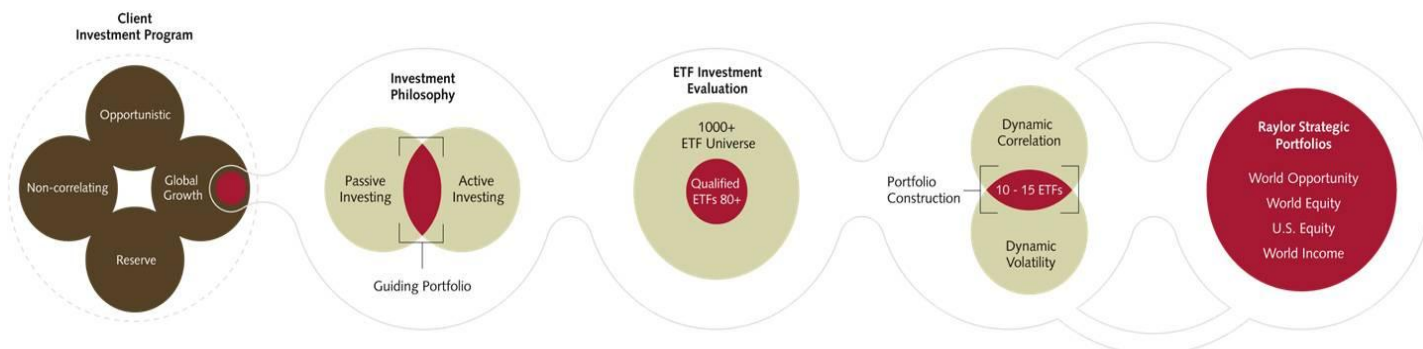 Client
Investment Program
Opportunistic
Non-correlating
Global
Growth
Reserve
Investment
Philosophy
Passive
Investing
Active
Investing
Guiding Portfolio
ETF Investment
Evaluation
1000+
ETF Universe
Qualified
ETFs 80+
Dynamic
Correlation
Portfolio
Construction
10 - 15 ETFs
Dynamic
Volatility
Raylor Strategic
Portfolios
World Opportunity
World Equity
U.S. Equity
World Income